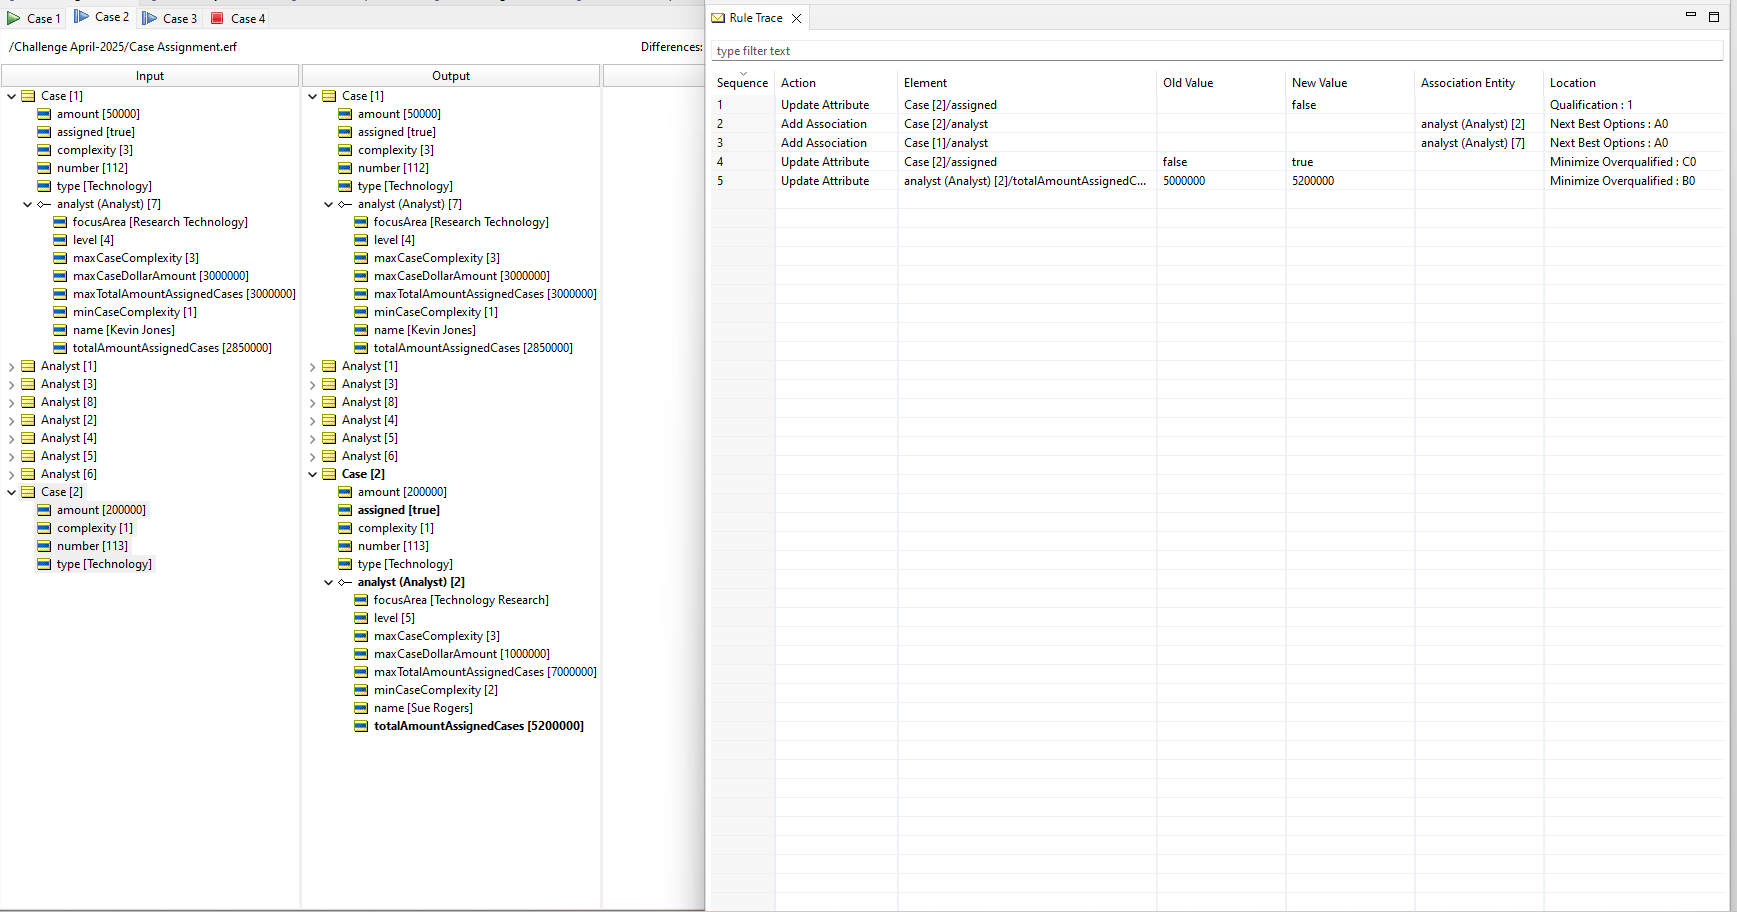 Case 1 Case 2 Case 3 Case 4
/Challenge April-2025/Case Assignment.erf Differences:
Input
Case [1]
amount [50000]
assigned [true]
complexity [3]
number [112]
type [Technology]
analyst (Analyst) [7]
focusArea [Research Technology]
level [4]
maxCaseComplexity [3]
maxCaseDollarAmount [3000000]
maxTotalAmountAssignedCases [3000000]
minCaseComplexity [1]
name [Kevin Jones]
totalAmountAssignedCases [2850000]
Analyst [1]
Analyst [3]
Analyst [8]
Analyst [2]
Analyst [4]
Analyst [5]
Analyst [6]
Case [2]
amount [200000]
complexity [1]
number [113]
type [Technology]
Output
Case [1]
amount [50000]
assigned [true]
complexity [3]
number [112]
type [Technology]
analyst (Analyst) [7]
focusArea [Research Technology]
level [4]
maxCaseComplexity [3]
maxCaseDollarAmount [3000000]
maxTotalAmountAssignedCases [3000000]
minCaseComplexity [1]
name [Kevin Jones]
totalAmountAssignedCases [2850000]
Analyst [1]
Analyst [3]
Analyst [8]
Analyst [4]
Analyst [5]
Analyst [6]
Case [2]
amount [200000]
assigned [true]
complexity [1]
number [113]
type [Technology]
analyst (Analyst) [2]
focusArea [Technology Research]
level [5]
maxCaseComplexity [3]
maxCaseDollarAmount [1000000]
maxTotalAmountAssignedCases [7000000]
minCaseComplexity [2]
name [Sue Rogers]
totalAmountAssignedCases [5200000]
Rule Trace
type filter text
Sequence Action Element Old Value New Value Association Entity Location
1 Update Attribute Case [2]/assigned false Qualification : 1
2 Add Association Case [2]/analyst analyst (Analyst) [2] Next Best Options : A0
3 Add Association Case [1]/analyst analyst (Analyst) [7] Next Best Options : A0
4 Update Attribute Case [2]/assigned false true Minimize Overqualified : C0
5 Update Attribute analyst (Analyst) [2]/totalAmountAssignedC... 5000000 5200000 Minimize Overqualified : B0